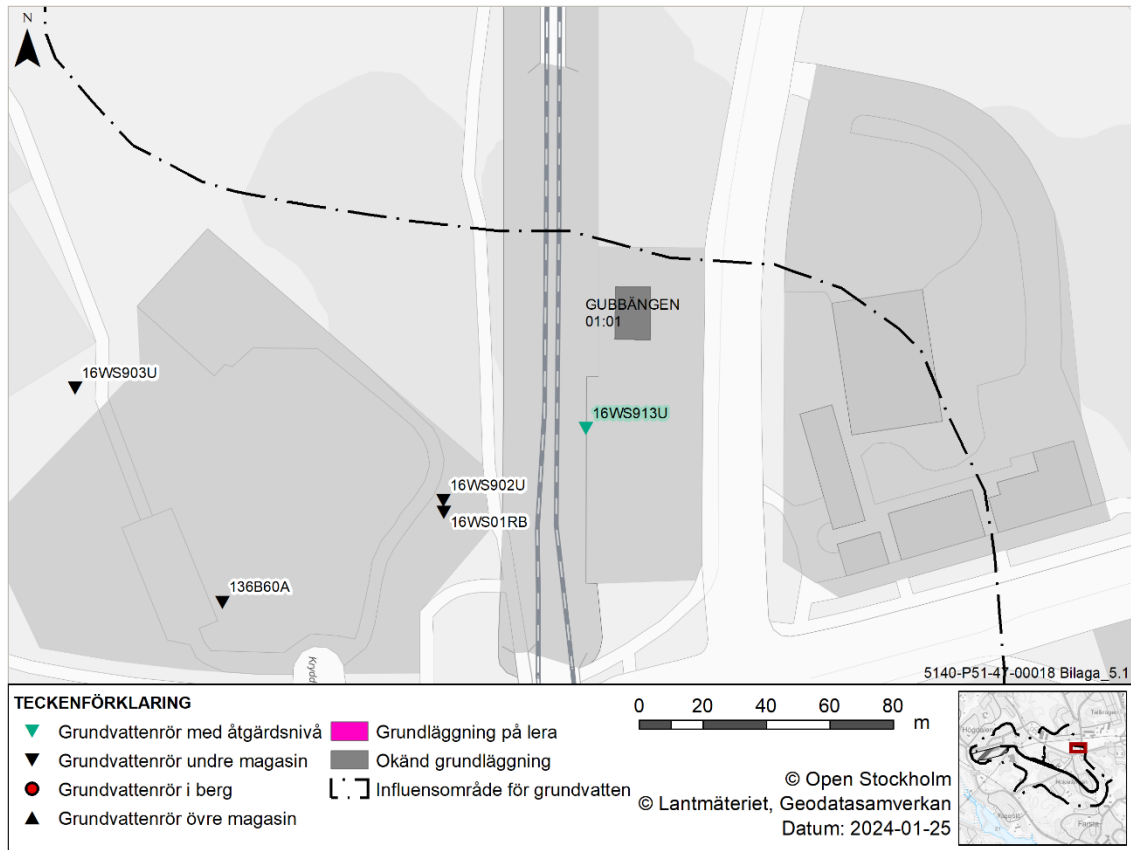 N
GUBBÄNGEN
01:01
16WS903U
16WS913U
16WS902U
16WS01RB
136B60A
Krydd
5140-P51-47-00018 Bilaga_5.1
TECKENFÖRKLARING
Grundvattenrör med åtgärdsnivå
Grundvattenrör undre magasin
Grundvattenrör i berg
Grundvattenrör övre magasin
Grundläggning på lera
Okänd grundläggning
Influensområde för grundvatten
0 20 40 60 80
m
© Open Stockholm
© Lantmäteriet, Geodatasamverkan
Datum: 2024-01-25
Farsta